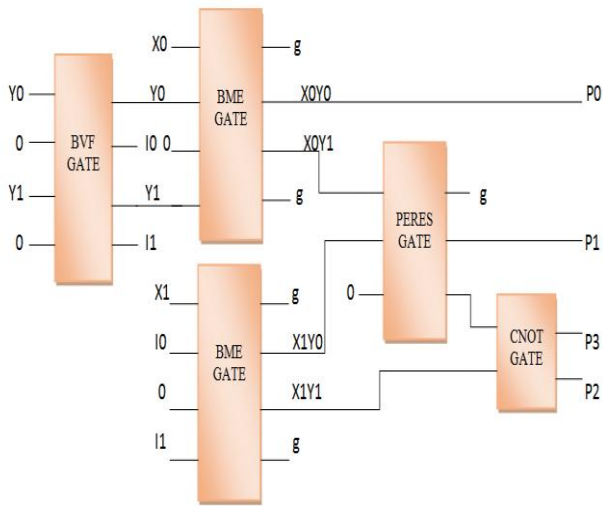 X0 g
Y0 Y0 BME GATE X0Y0 P0
0 BVF GATE I0 0 X0Y1
Y1 Y1 g
0 I1
PERES GATE g
P1
X1 g 0
I0 BME GATE X1Y0 CNOT GATE P3
0 X1Y1 P2
I1 g